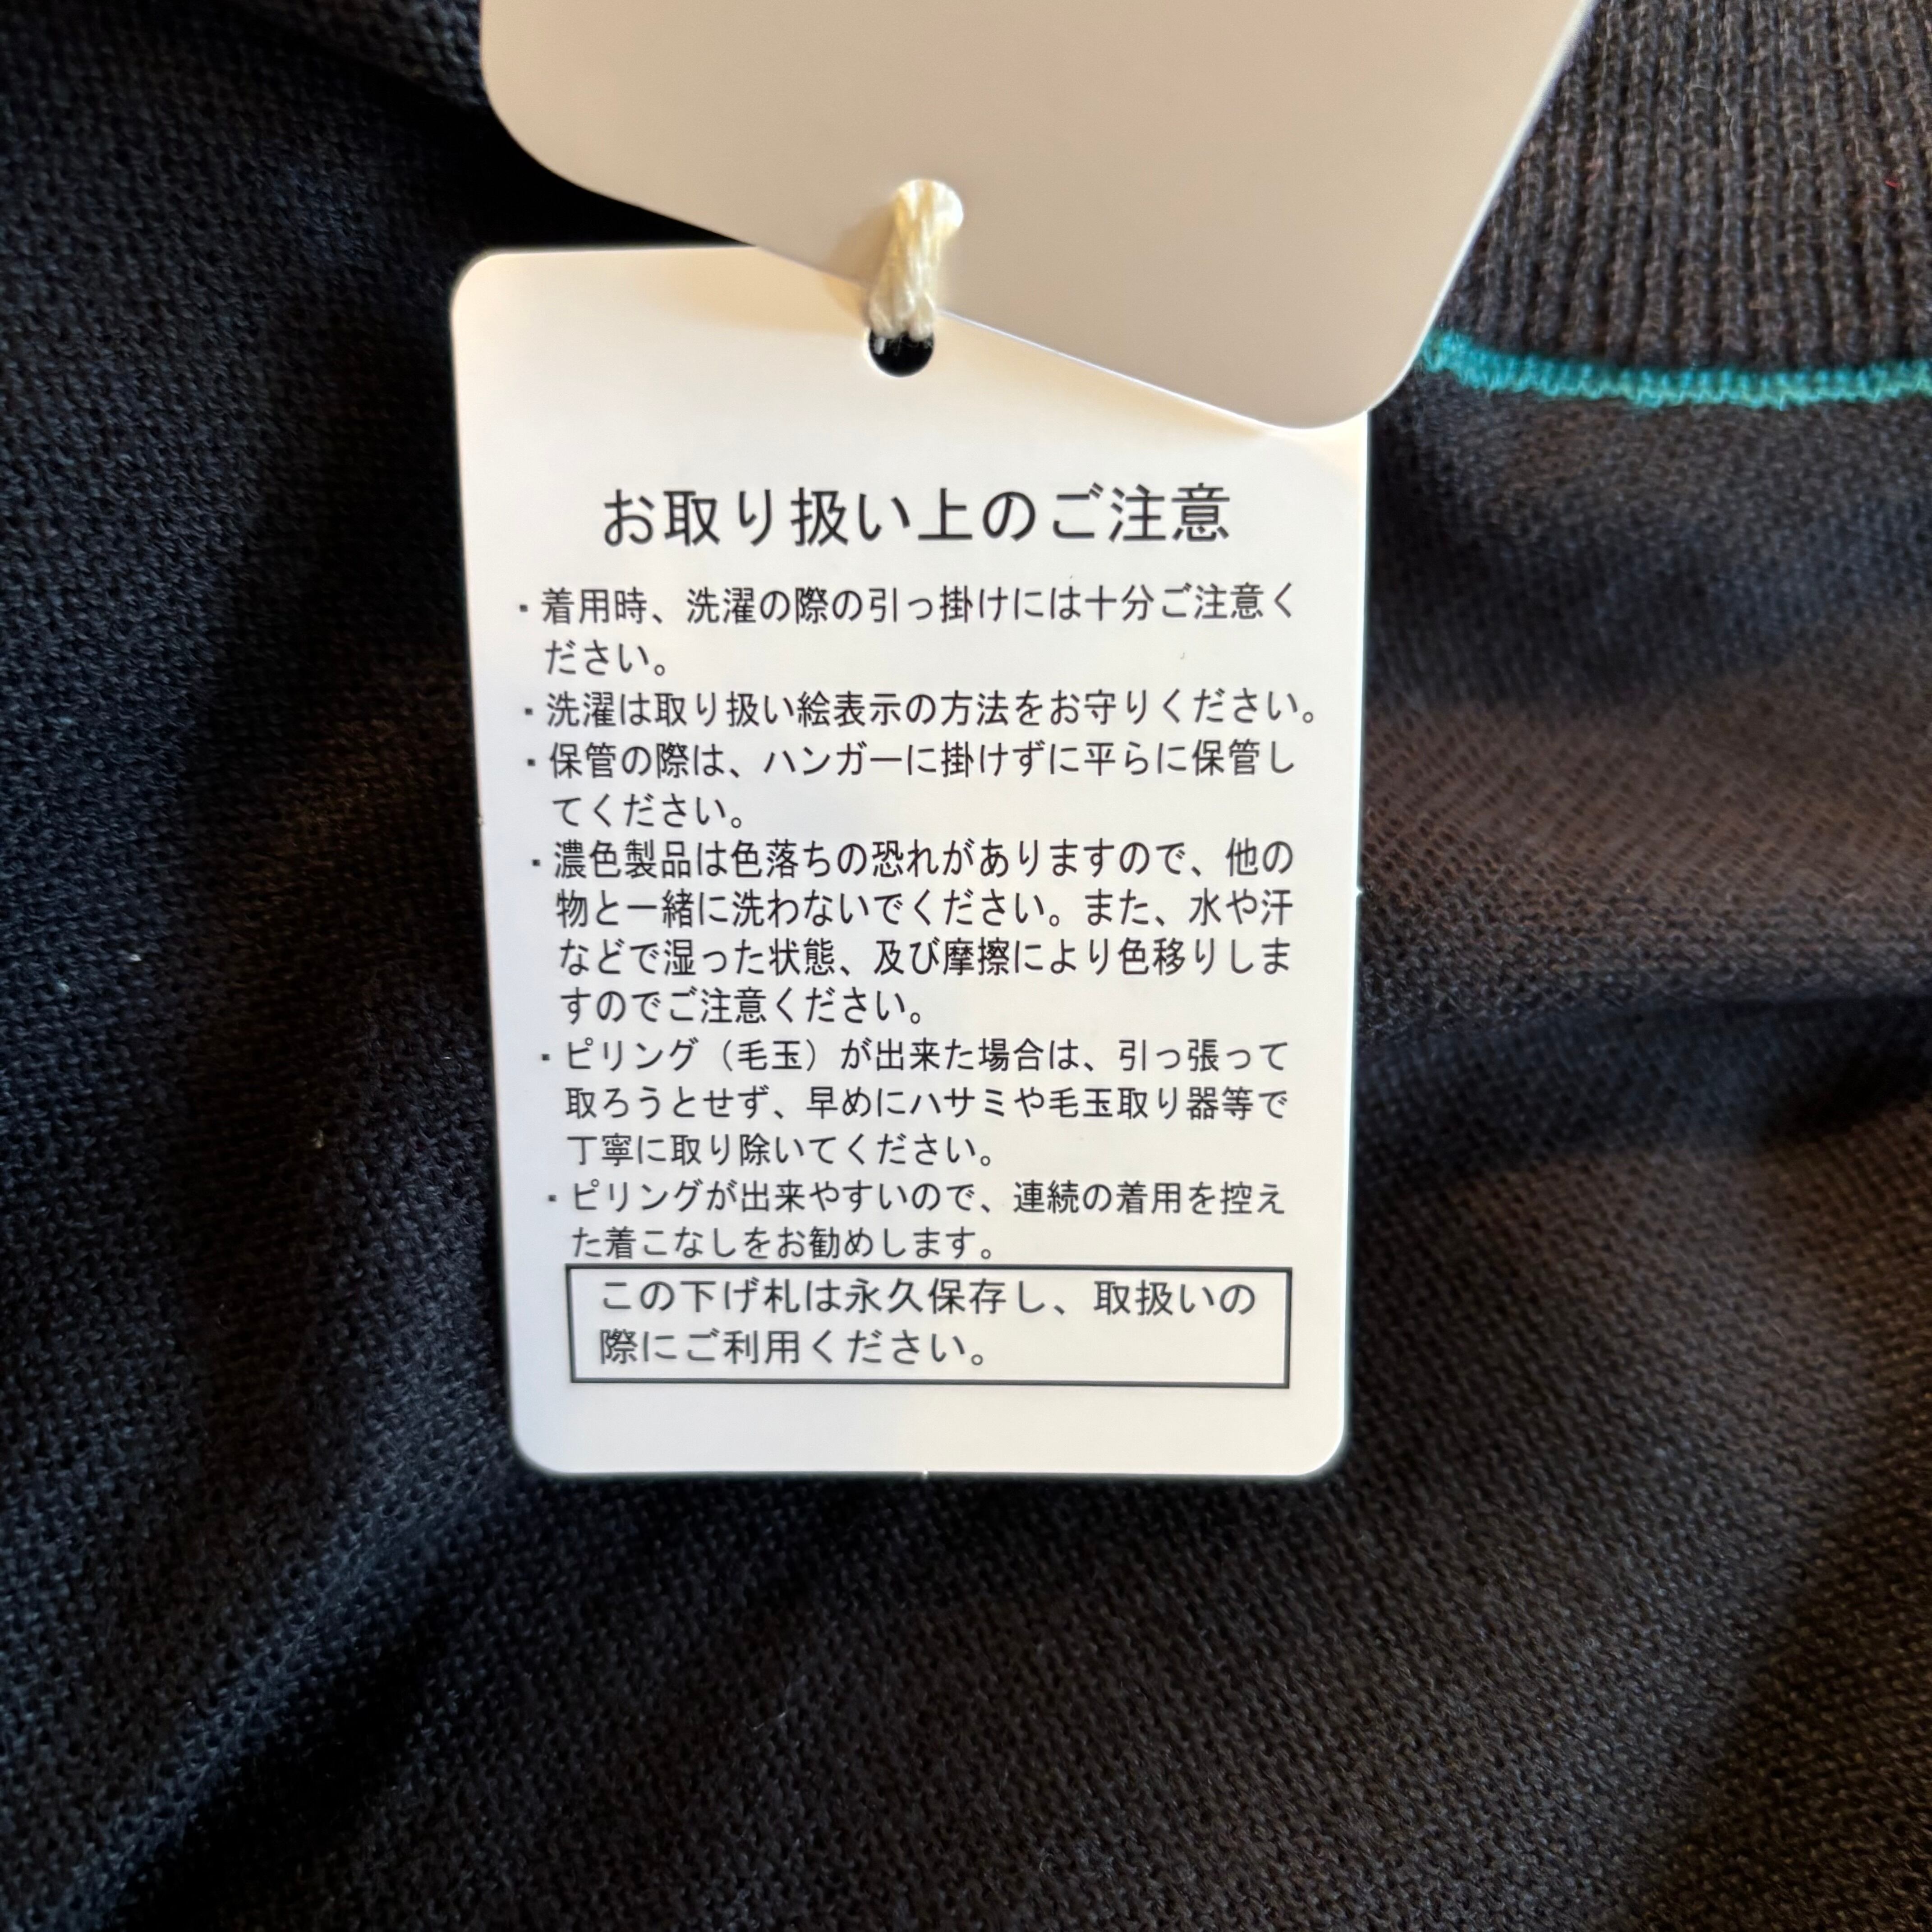 お取り扱い上のご注意
・着用時、洗濯の際の引っ掛けには十分ご注意く
ださい。
・洗濯は取り扱い絵表示の方法をお守りください。
・保管の際は、ハンガーに掛けずに平らに保管し
てください。
・濃色製品は色落ちの恐れがありますので、他の
物と一緒に洗わないでください。また、水や汗
などで湿った状態、及び摩擦により色移りしま
すのでご注意ください。
・ピリング（毛玉）が出来た場合は、引っ張って
取ろうとせず、早めにハサミや毛玉取り器等で
丁寧に取り除いてください。
・ピリングが出来やすいので、連続の着用を控え
た着こなしをお勧めします。
この下げ札は永久保存し、取扱いの
際にご利用ください。